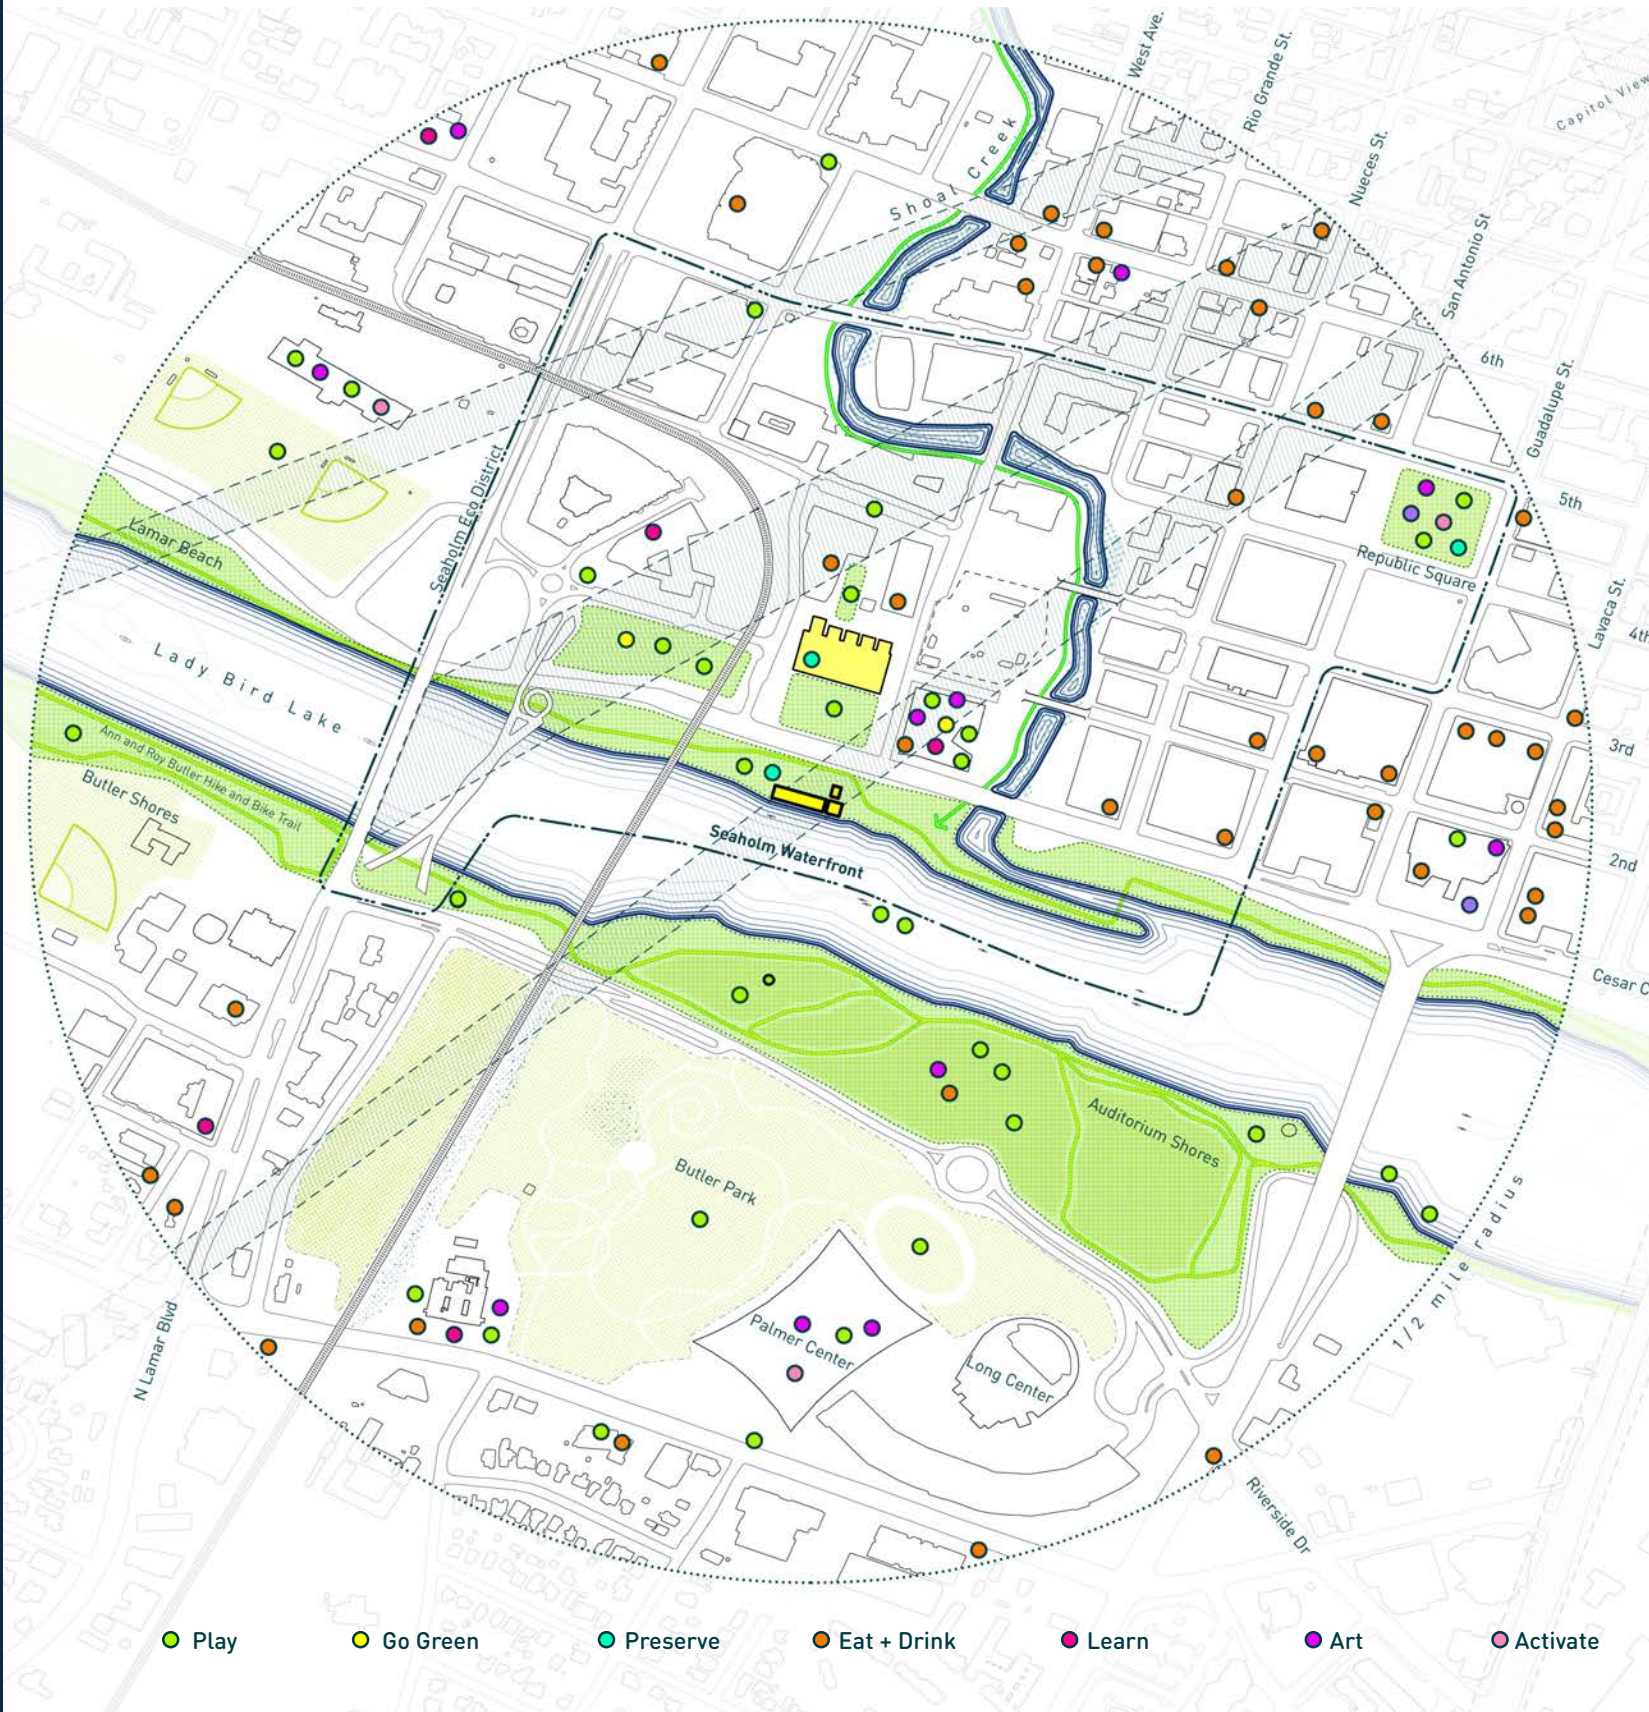 West Ave.
Rio Grande St.
Nueces St.
Capitol View
San Antonio St
Shoal Creek
6th
Guadalupe St.
5th
Seaholm Eco District
Lamar Beach
Republic Square
Lavaca St.
4th
Lady Bird Lake
3rd
Ann and Roy Butler Hike and Bike Trail
Butler Shores
Seaholm Waterfront
2nd
Cesar C
Auditorium Shores
Butler Park
1/2 mile radius
N Lamar Blvd
Palmer Center
Long Center
Riverside Dr
Play
Go Green
Preserve
Eat + Drink
Learn
Art
Activate